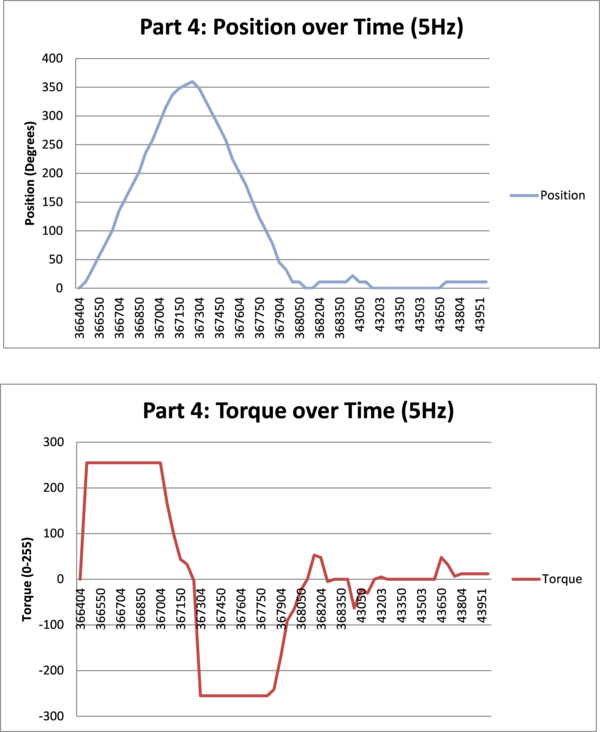 Part 4: Position over Time (5Hz)
400
350
300
250
200
150
100
50
0
Position (Degrees)
366404 366550 366704 366850 367004 367150 367304 367450 367604 367750 367904 368050 368204 368350 43050 43203 43350 43503 43650 43804 43951
Position
Part 4: Torque over Time (5Hz)
300
200
100
0
-100
-200
-300
Torque (0-255)
366404 366550 366704 366850 367004 367150 367304 367450 367604 367750 367904 368050 368204 368350 43050 43203 43350 43503 43650 43804 43951
Torque